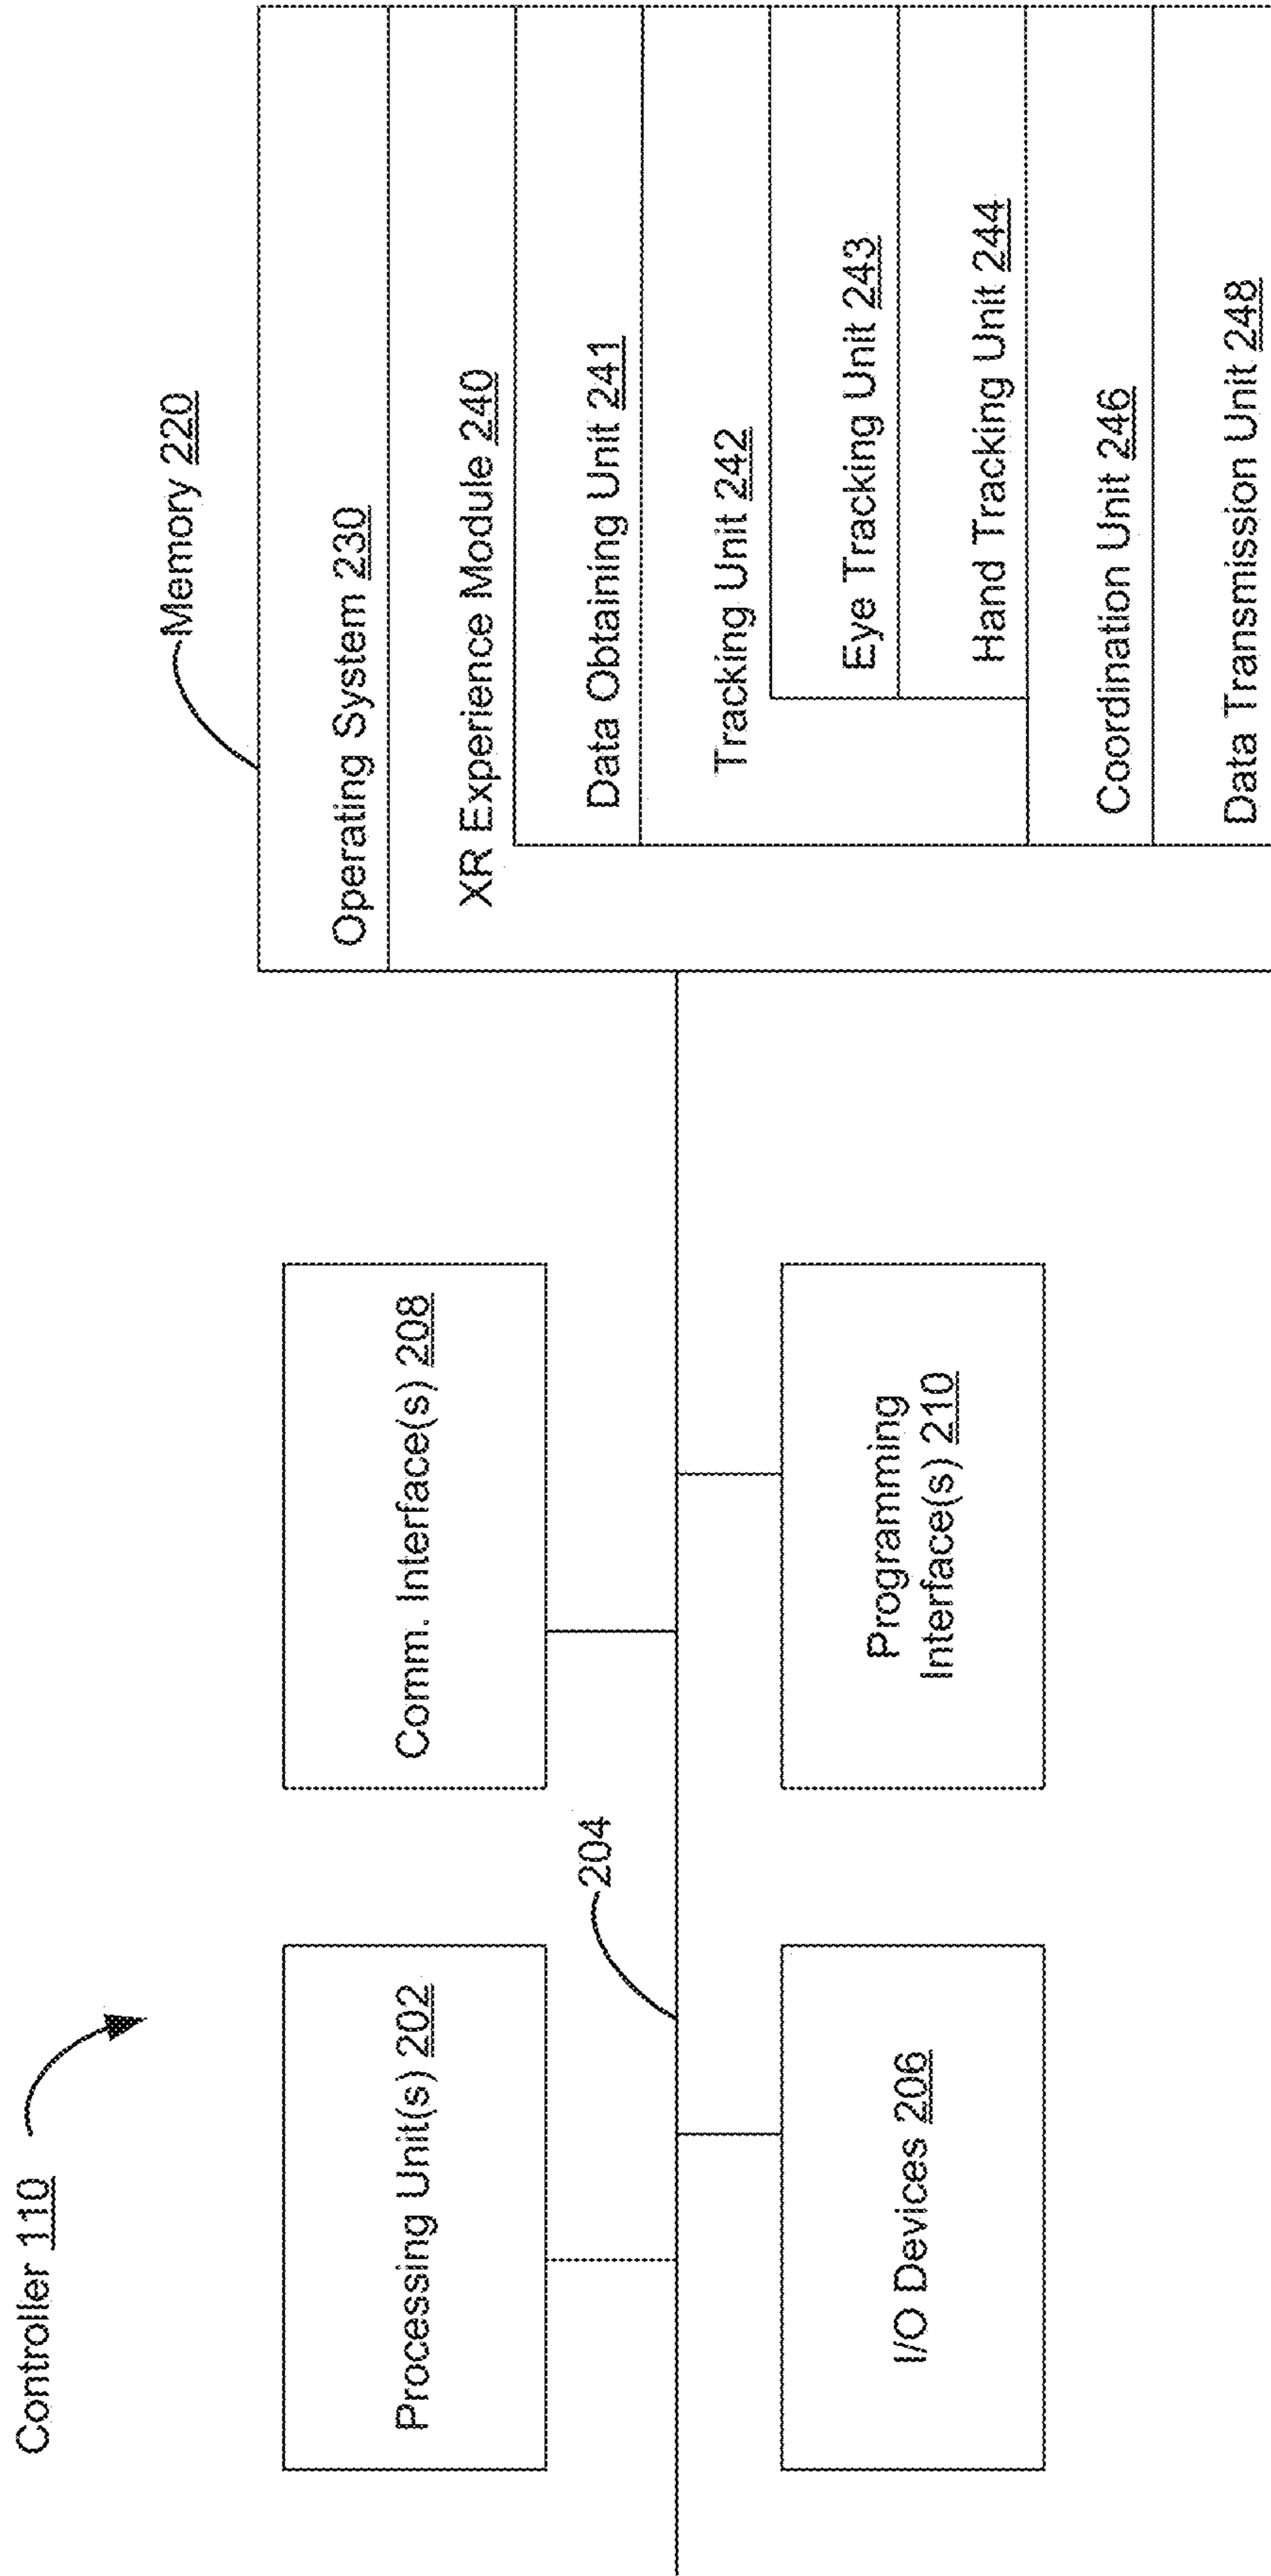 Controller 110
Processing Unit(s) 202
Comm. Interface(s) 208
204
I/O Devices 206
Programming
Interface(s) 210
Memory 220
Operating System 230
XR Experience Module 240
Data Obtaining Unit 241
Tracking Unit 242
Eye Tracking Unit 243
Hand Tracking Unit 244
Coordination Unit 246
Data Transmission Unit 248